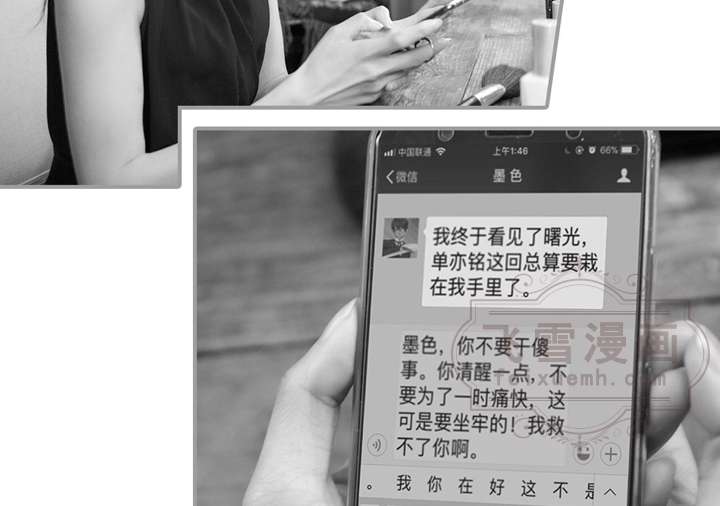 中国联通 上午1:46 66%
微信 墨色
我终于看见了曙光，
单亦铭这回总算要栽
在我手里了。
墨色，你不要干傻
事。你清醒一点，不
要为了一时痛快，这
可是要坐牢的！我救
不了你啊。
。 我 你 在 好 这 不 是
飞雪漫画